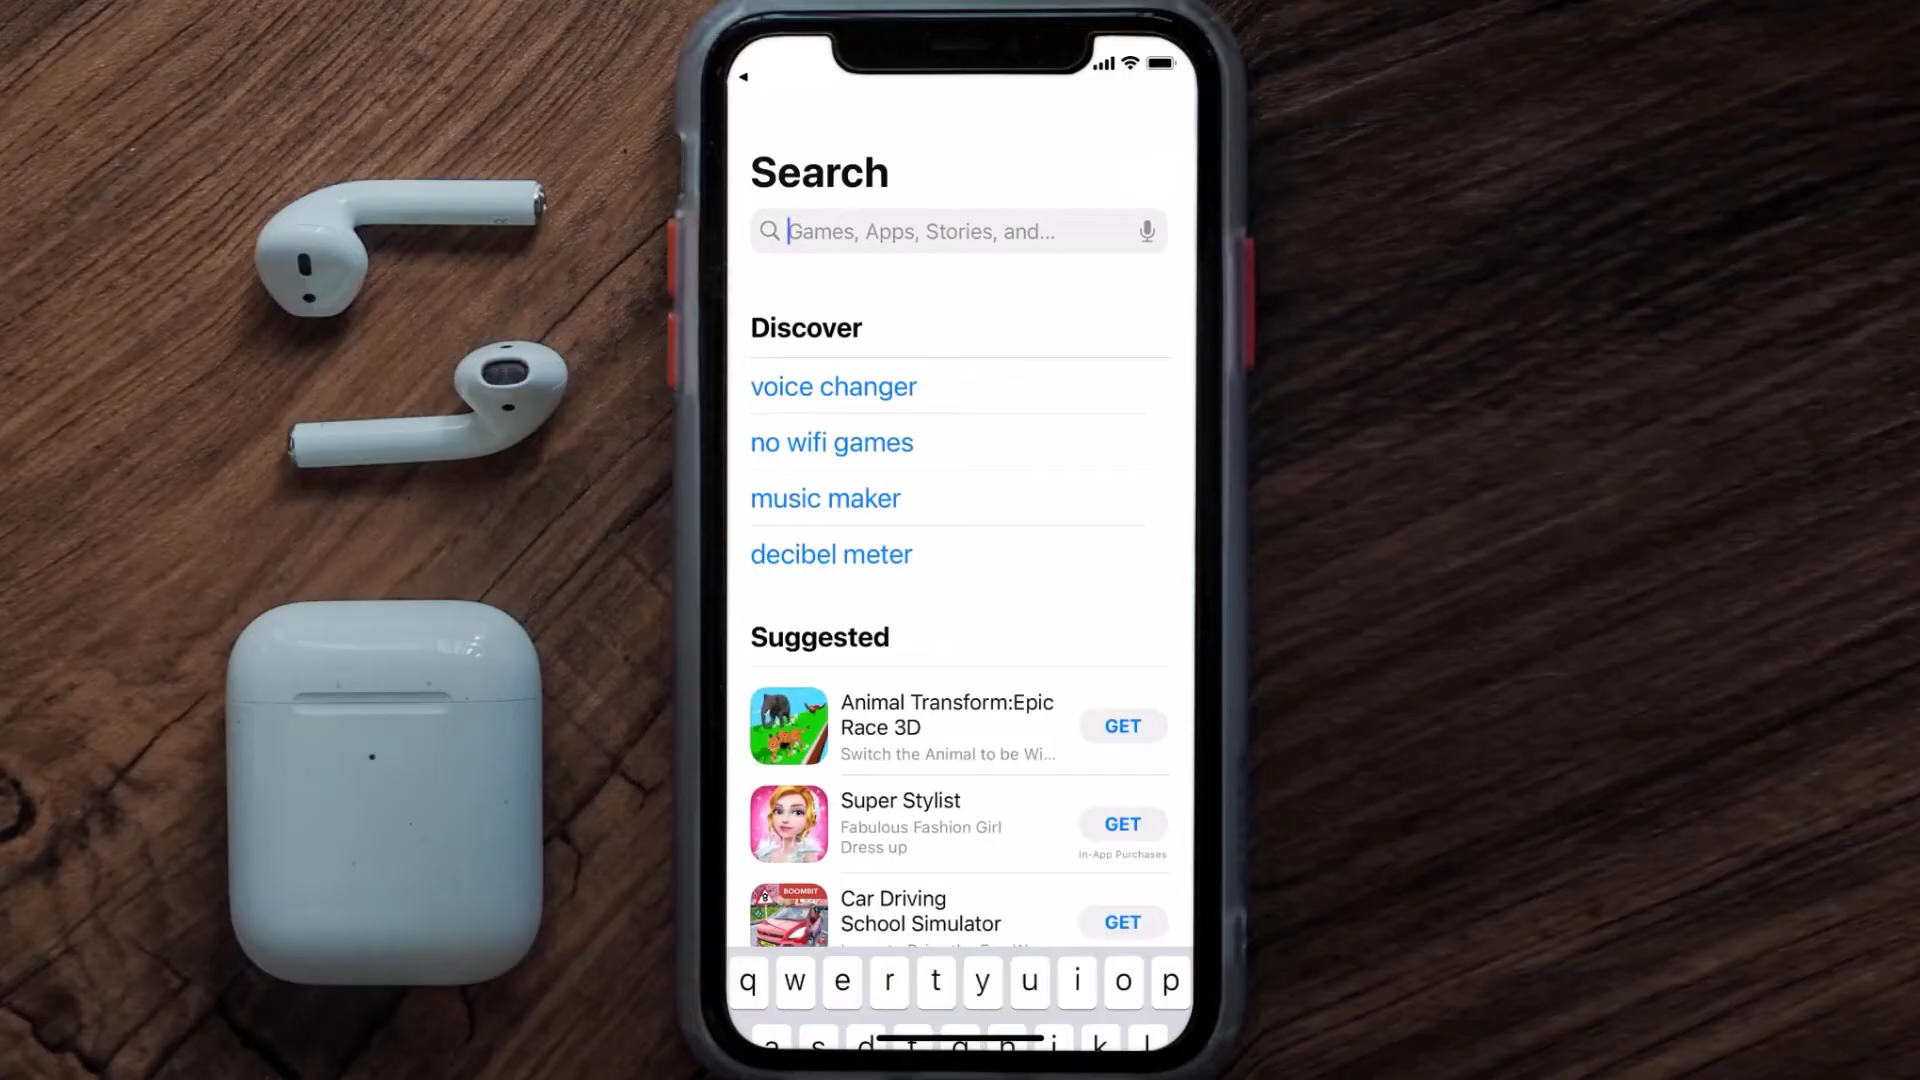 Search
Games, Apps, Stories, and...
Discover
voice changer
no wifi games
music maker
decibel meter
Suggested
Animal Transform:Epic
Race 3D
Switch the Animal to be Wi...
GET
Super Stylist
Fabulous Fashion Girl
Dress up
GET
In-App Purchases
BOOMBIT
Car Driving
School Simulator
GET
q w e r t y u i o p
a s d f g h j k l